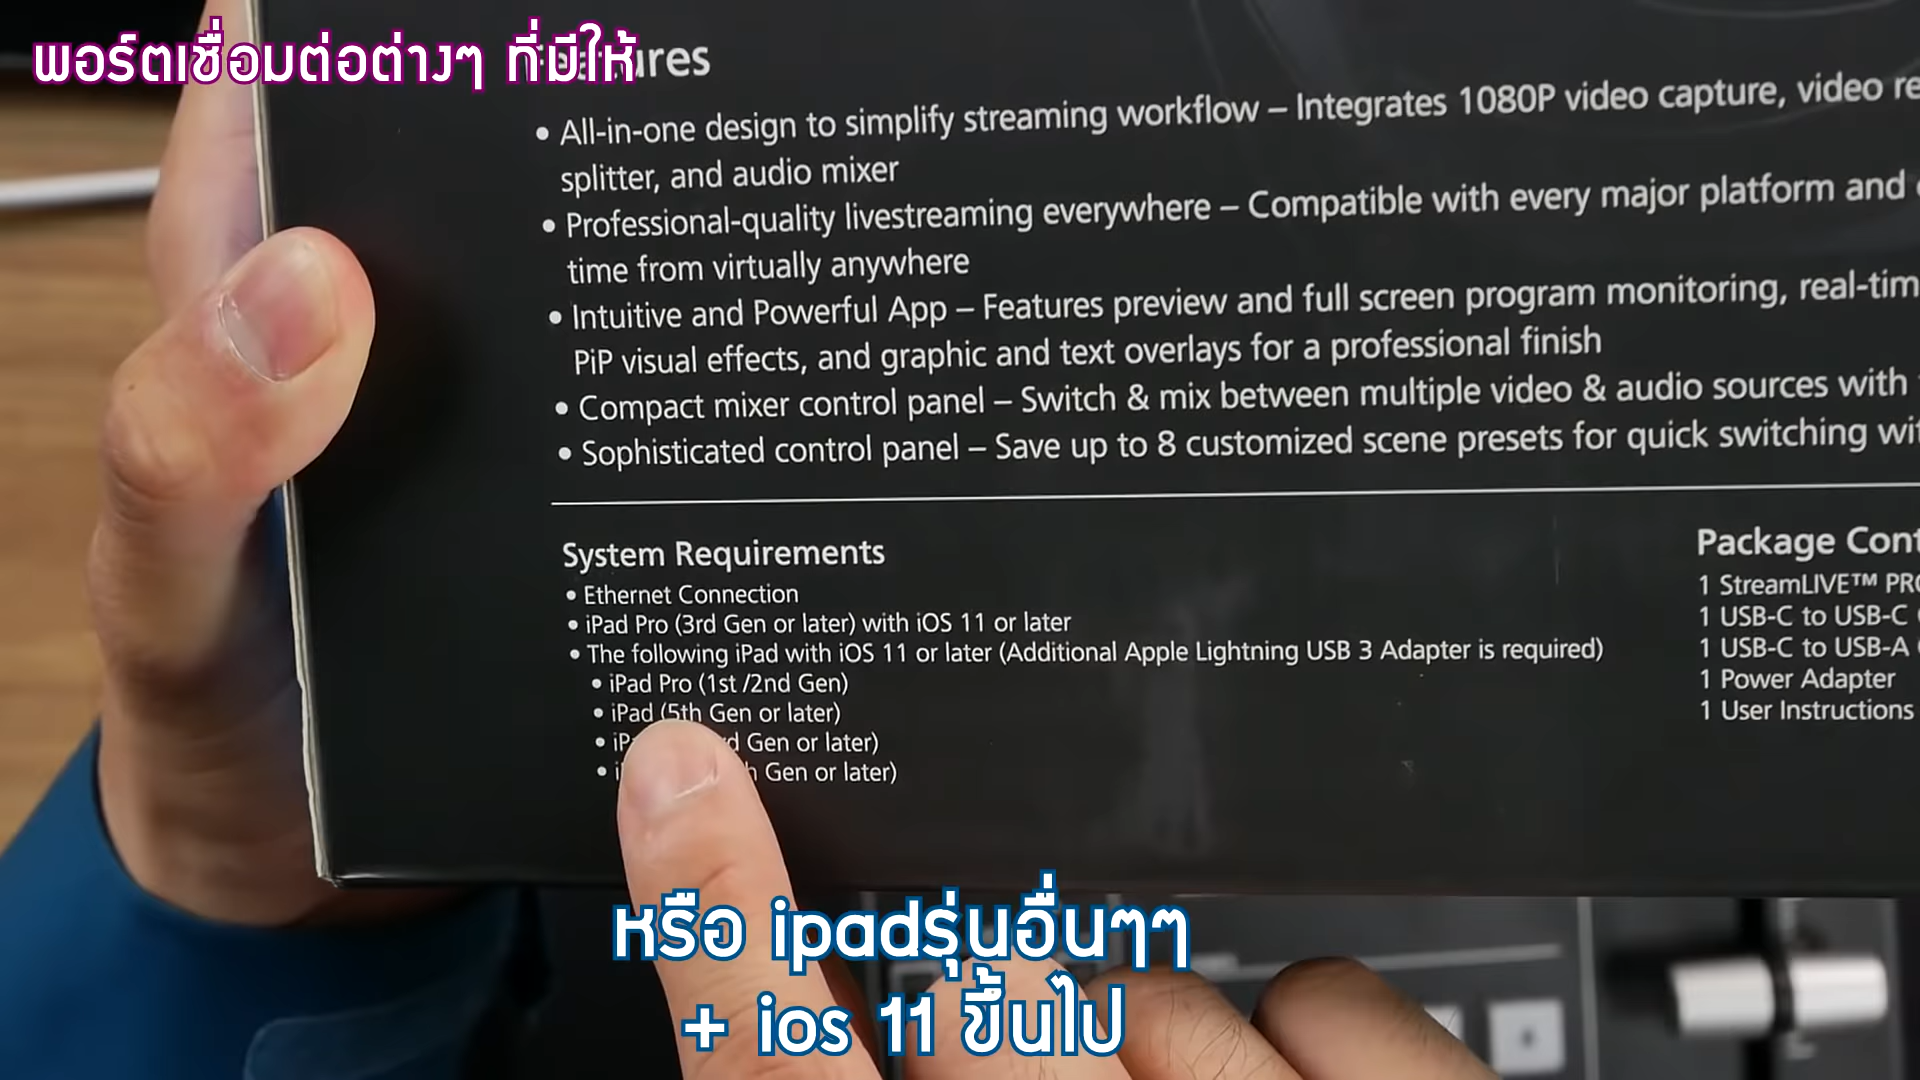 พอร์ตเชื่อมต่อต่างๆ ที่มีให้
• All-in-one design to simplify streaming workflow – Integrates 1080P video capture, video
splitter, and audio mixer
• Professional-quality livestreaming everywhere – Compatible with every major platform and
time from virtually anywhere
• Intuitive and Powerful App – Features preview and full screen program monitoring,
PiP visual effects, and graphic and text overlays for a professional finish
• Compact mixer control panel – Switch & mix between multiple video & audio sources with
• Sophisticated control panel – Save up to 8 customized scene presets for quick switching
System Requirements
• Ethernet Connection
• iPad Pro (3rd Gen or later) with iOS 11 or later
• The following iPad with iOS 11 or later (Additional Apple Lightning USB 3 Adapter is required)
• iPad Pro (1st /2nd Gen)
• iPad (5th Gen or later)
Gen or later)
Gen or later)
Package
1 StreamLIVE™
1 USB-C to USB-C
1 USB-C to USB-A
1 Power Adapter
1 User Instructions
หรือ ipadรุ่นอื่นๆๆ
+ ios 11 ขึ้นไป